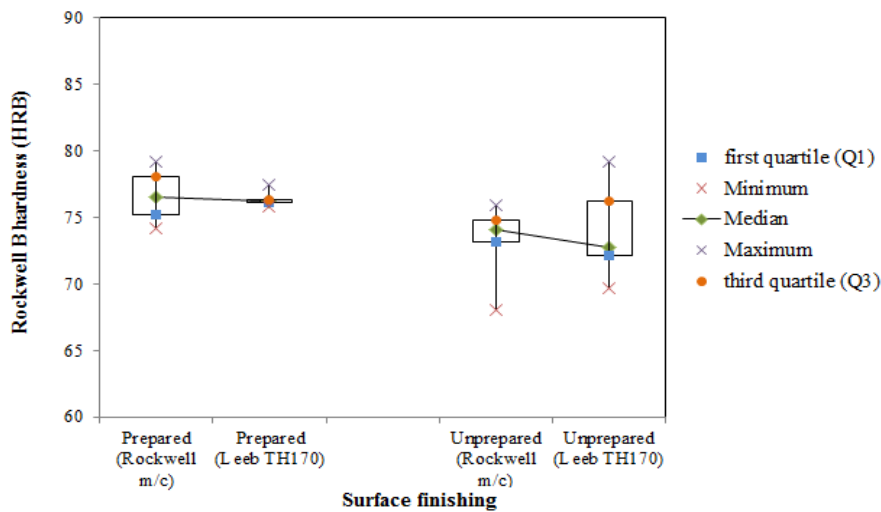 90
85
80
75
70
65
60
Rockwell B hardness (HRB)
Prepared
(Rockwell
m/c)
Prepared
(Leeb TH170)
Unprepared
(Rockwell
m/c)
Unprepared
(Leeb TH170)
Surface finishing
first quartile (Q1)
Minimum
Median
Maximum
third quartile (Q3)